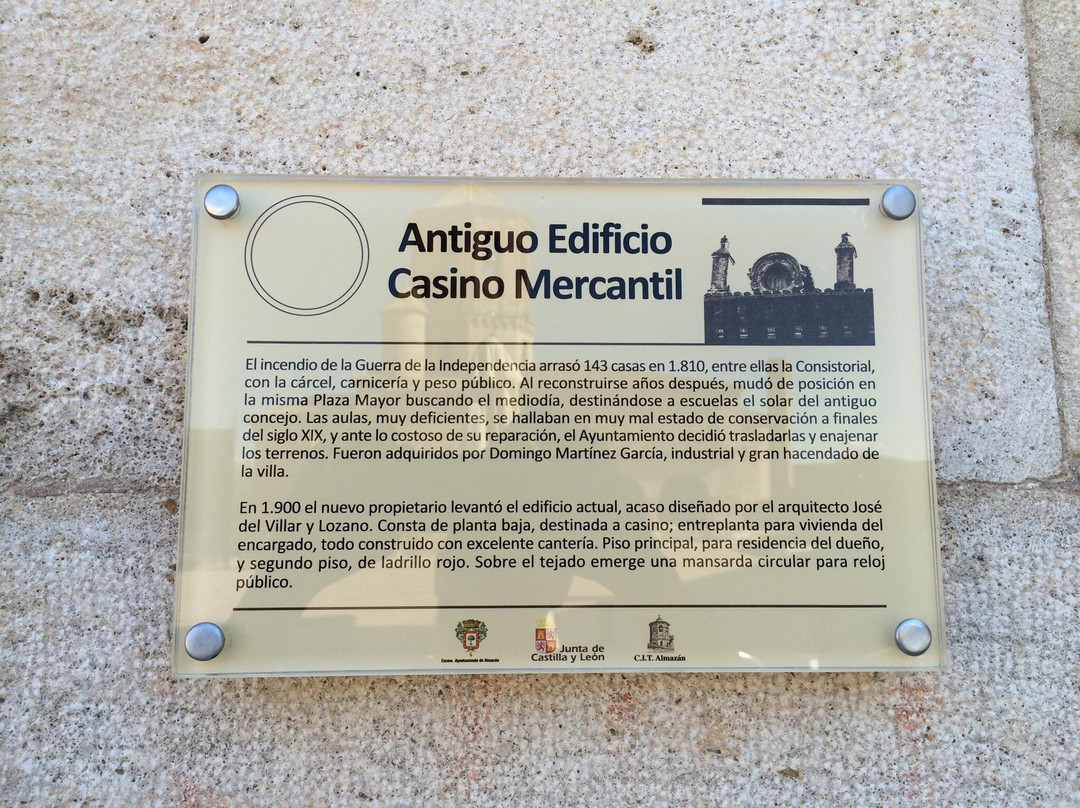 Antiguo Edificio
Casino Mercantil
El incendio de la Guerra de la Independencia arrasó 143 casas en 1.810, entre ellas la Consistorial,
con la cárcel, carnicería y peso público. Al reconstruirse años después, mudó de posición en
la misma Plaza Mayor buscando el mediodía, destinándose a escuelas el solar del antiguo
concejo. Las aulas, muy deficientes, se hallaban en muy mal estado de conservación a finales
del siglo XIX, y ante lo costoso de su reparación, el Ayuntamiento decidió trasladarlas y enajenar
los terrenos. Fueron adquiridos por Domingo Martínez García, industrial y gran hacendado de
la villa.
En 1.900 el nuevo propietario levantó el edificio actual, acaso diseñado por el arquitecto José
del Villar y Lozano. Consta de planta baja, destinada a casino; entreplanta para vivienda del
encargado, todo construido con excelente cantería. Piso principal, para residencia del dueño,
y segundo piso, de ladrillo rojo. Sobre el tejado emerge una mansarda circular para reloj
público.
Excmo. Ayuntamiento de Almazán
Junta de
Castilla y León
C.I.T. Almazán